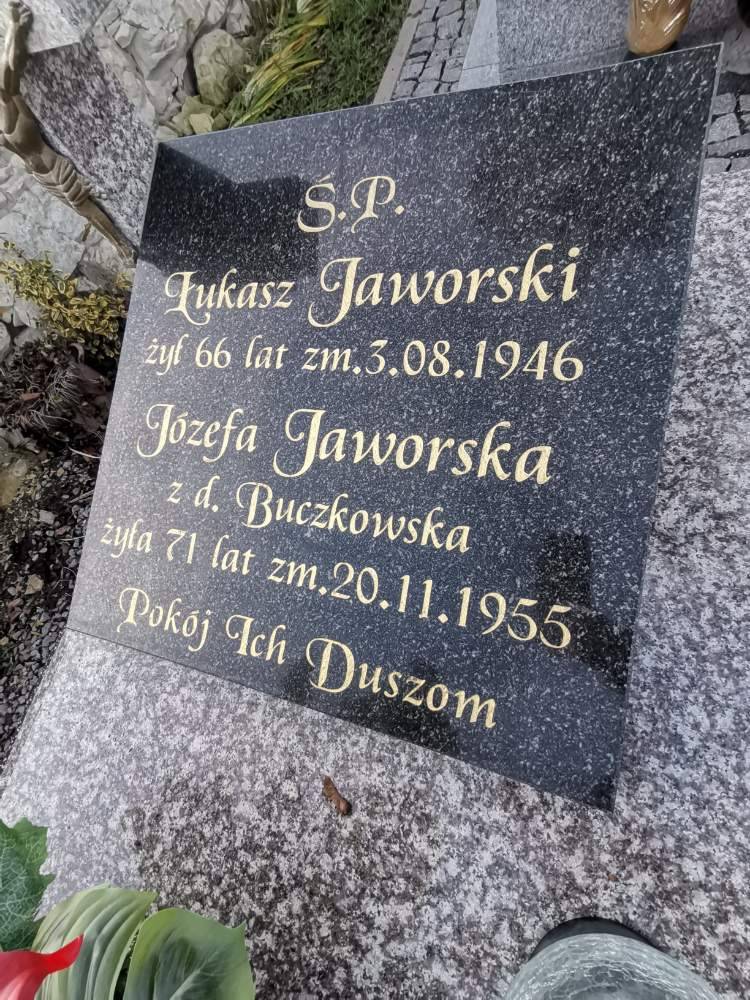 Ś.P.
Łukasz Jaworski
żył 66 lat zm.3.08.1946
Józefa Jaworska
z d. Buczkowska
żyła 71 lat zm.20.11.1955
Pokój Ich Duszom